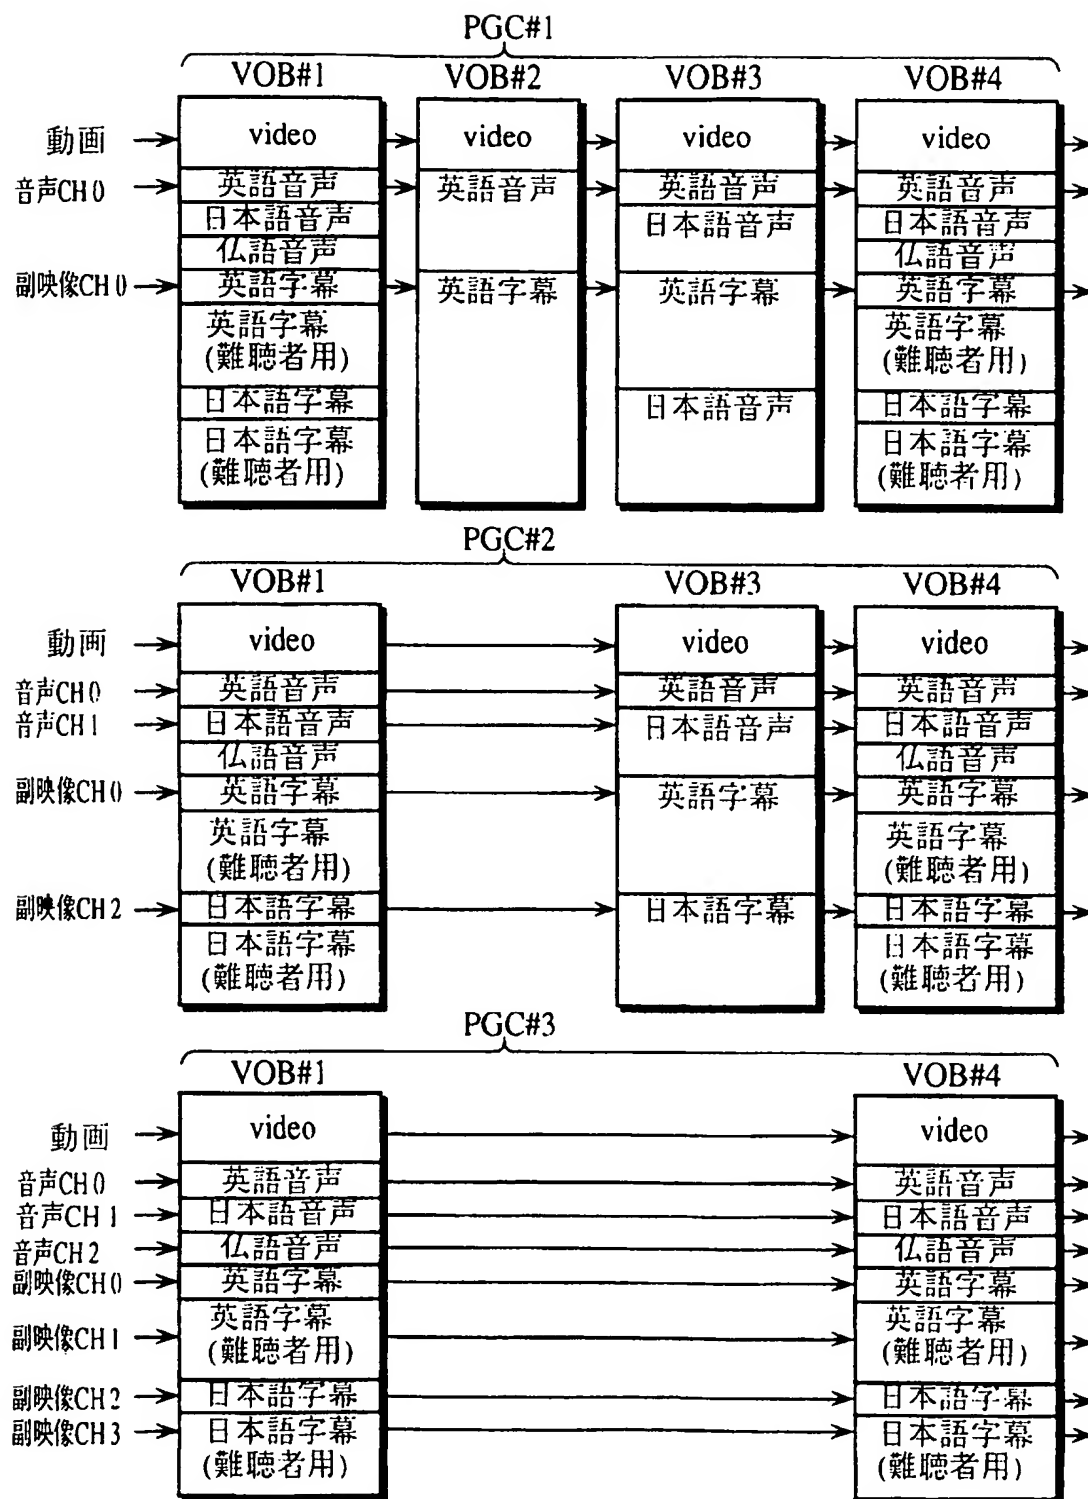 PGC#1
VOB#1 VOB#2 VOB#3 VOB#4
動画 video video video video
音声CH0 英語音声 英語音声 英語音声 英語音声
日本語音声 日本語音声 日本語音声
仏語音声 仏語音声
副映像CH0 英語字幕 英語字幕 英語字幕 英語字幕
英語字幕 英語字幕
(難聴者用) (難聴者用)
日本語字幕 日本語音声 日本語字幕
日本語字幕 日本語字幕
(難聴者用) (難聴者用)
PGC#2
VOB#1 VOB#3 VOB#4
動画 video video video
音声CH0 英語音声 英語音声 英語音声
音声CH1 日本語音声 日本語音声 日本語音声
仏語音声 仏語音声
副映像CH0 英語字幕 英語字幕 英語字幕
英語字幕 英語字幕
(難聴者用) (難聴者用)
副映像CH2 日本語字幕 日本語字幕 日本語字幕
日本語字幕 日本語字幕
(難聴者用) (難聴者用)
PGC#3
VOB#1 VOB#4
動画 video video
音声CH0 英語音声 英語音声
音声CH1 日本語音声 日本語音声
音声CH2 仏語音声 仏語音声
副映像CH0 英語字幕 英語字幕
副映像CH1 英語字幕 英語字幕
(難聴者用) (難聴者用)
副映像CH2 日本語字幕 日本語字幕
副映像CH3 日本語字幕 日本語字幕
(難聴者用) (難聴者用)